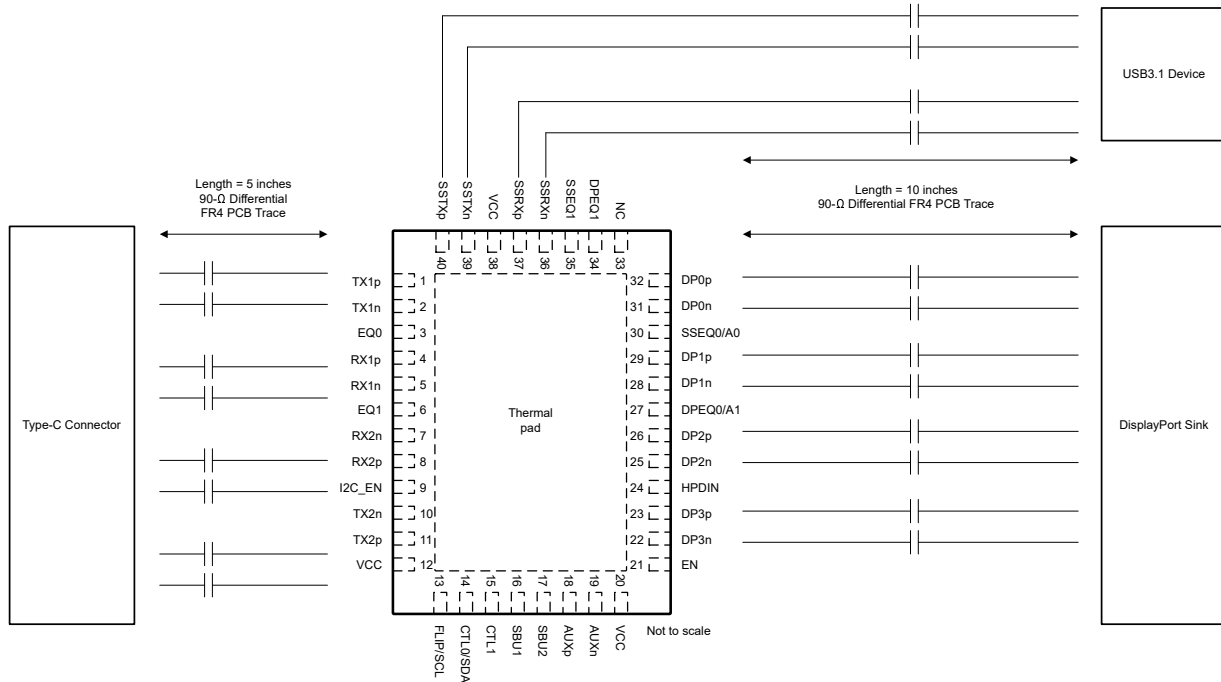 USB3.1 Device
Length = 5 inches
90-Ω Differential
FR4 PCB Trace
SSTXp
SSTXn
VCC
SSRXp
SSRXn
SSEQ1
DPEQ1
NC
Length = 10 inches
90-Ω Differential FR4 PCB Trace
40
39
38
37
36
35
34
33
Type-C Connector
TX1p 1
TX1n 2
EQ0 3
RX1p 4
RX1n 5
EQ1 6
RX2n 7
RX2p 8
I2C_EN 9
TX2n 10
TX2p 11
VCC 12
Thermal
pad
32 DP0p
31 DP0n
30 SSEQ0/A0
29 DP1p
28 DP1n
27 DPEQ0/A1
26 DP2p
25 DP2n
24 HPDIN
23 DP3p
22 DP3n
21 EN
DisplayPort Sink
13
14
15
16
17
18
19
20
FLIP/SCL
CTL0/SDA
CTL1
SBU1
SBU2
AUXp
AUXn
VCC
Not to scale